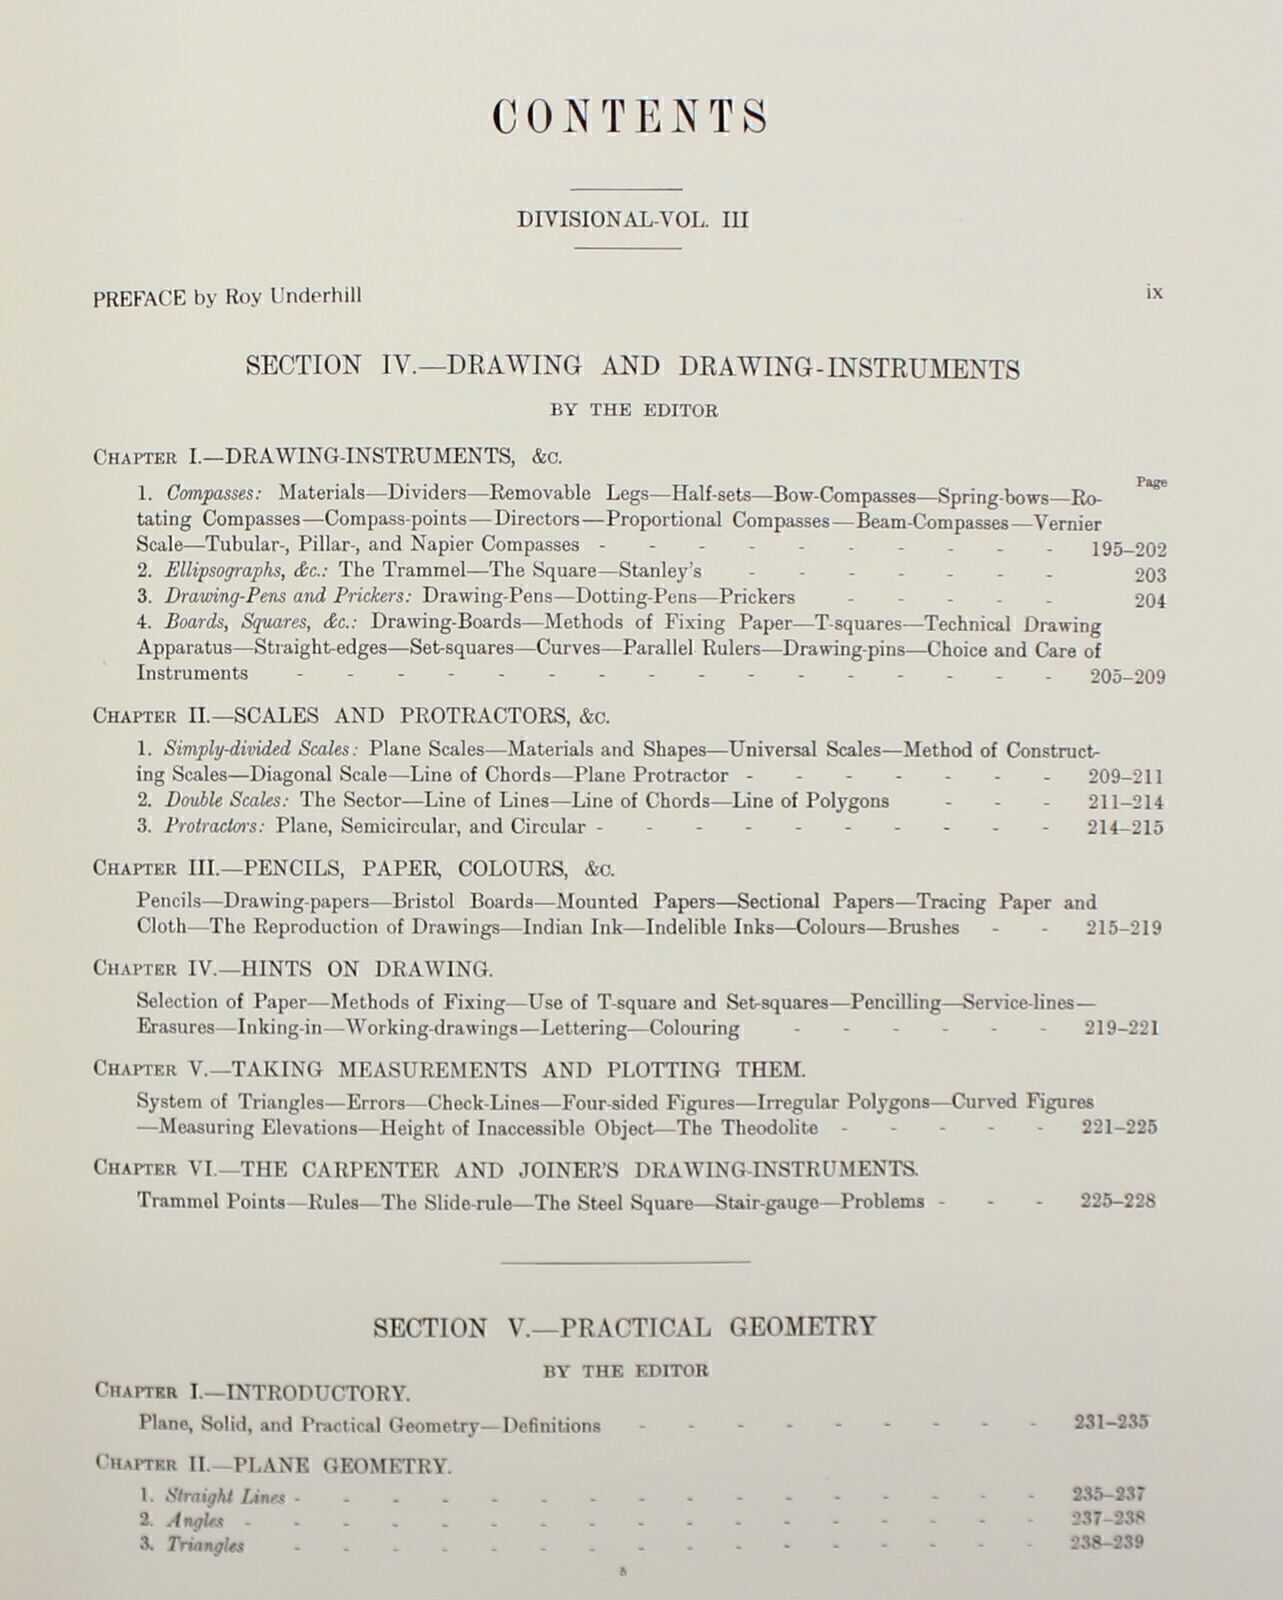 CONTENTS
DIVISIONAL-VOL. III
PREFACE by Roy Underhill ix
SECTION IV.—DRAWING AND DRAWING-INSTRUMENTS
BY THE EDITOR
CHAPTER I.—DRAWING-INSTRUMENTS, &c.
Page
1. Compasses: Materials—Dividers—Removable Legs—Half-sets—Bow-Compasses—Spring-bows—Ro-
tating Compasses—Compass-points—Directors—Proportional Compasses—Beam-Compasses—Vernier
Scale—Tubular-, Pillar-, and Napier Compasses - - - - - - - - - - 195–202
2. Ellipsographs, &c.: The Trammel—The Square—Stanley's - - - - - - - 203
3. Drawing-Pens and Prickers: Drawing-Pens—Dotting-Pens—Prickers - - - - - 204
4. Boards, Squares, &c.: Drawing-Boards—Methods of Fixing Paper—T-squares—Technical Drawing
Apparatus—Straight-edges—Set-squares—Curves—Parallel Rulers—Drawing-pins—Choice and Care of
Instruments - - - - - - - - - - - - - - - - 205–209
CHAPTER II.—SCALES AND PROTRACTORS, &c.
1. Simply-divided Scales: Plane Scales—Materials and Shapes—Universal Scales—Method of Construct-
ing Scales—Diagonal Scale—Line of Chords—Plane Protractor - - - - - - - 209–211
2. Double Scales: The Sector—Line of Lines—Line of Chords—Line of Polygons - - - 211–214
3. Protractors: Plane, Semicircular, and Circular - - - - - - - - - - 214–215
CHAPTER III.—PENCILS, PAPER, COLOURS, &c.
Pencils—Drawing-papers—Bristol Boards—Mounted Papers—Sectional Papers—Tracing Paper and
Cloth—The Reproduction of Drawings—Indian Ink—Indelible Inks—Colours—Brushes - - 215–219
CHAPTER IV.—HINTS ON DRAWING.
Selection of Paper—Methods of Fixing—Use of T-square and Set-squares—Pencilling—Service-lines—
Erasures—Inking-in—Working-drawings—Lettering—Colouring - - - - - - 219–221
CHAPTER V.—TAKING MEASUREMENTS AND PLOTTING THEM.
System of Triangles—Errors—Check-Lines—Four-sided Figures—Irregular Polygons—Curved Figures
—Measuring Elevations—Height of Inaccessible Object—The Theodolite - - - - - 221–225
CHAPTER VI.—THE CARPENTER AND JOINER'S DRAWING-INSTRUMENTS.
Trammel Points—Rules—The Slide-rule—The Steel Square—Stair-gauge—Problems - - - 225–228
SECTION V.—PRACTICAL GEOMETRY
BY THE EDITOR
CHAPTER I.—INTRODUCTORY.
Plane, Solid, and Practical Geometry—Definitions - - - - - - - - - 231–235
CHAPTER II.—PLANE GEOMETRY.
1. Straight Lines - - - - - - - - - - - - - - - - 235–237
2. Angles - - - - - - - - - - - - - - - - - 237–238
3. Triangles - - - - - - - - - - - - - - - - 238–239